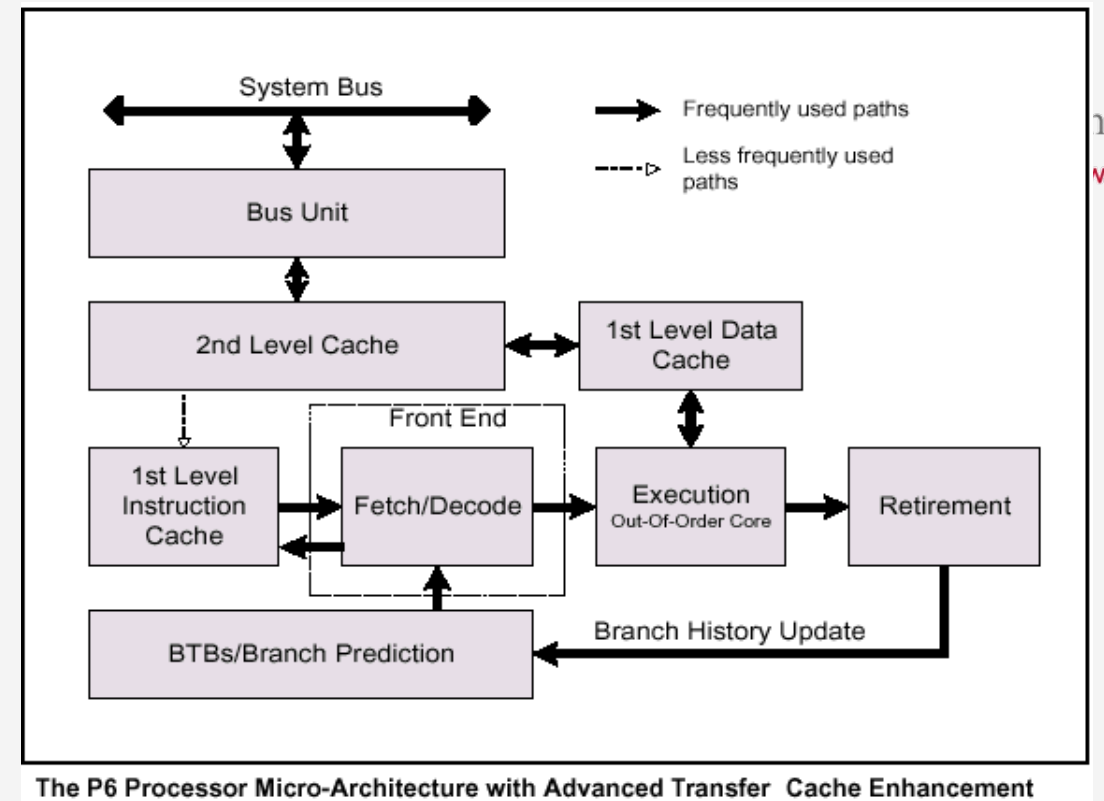 System Bus
Frequently used paths
Less frequently used
paths
Bus Unit
2nd Level Cache
1st Level Data
Cache
Front End
1st Level
Instruction
Cache
Fetch/Decode
Execution
Out-Of-Order Core
Retirement
BTBs/Branch Prediction
Branch History Update
The P6 Processor Micro-Architecture with Advanced Transfer Cache Enhancement